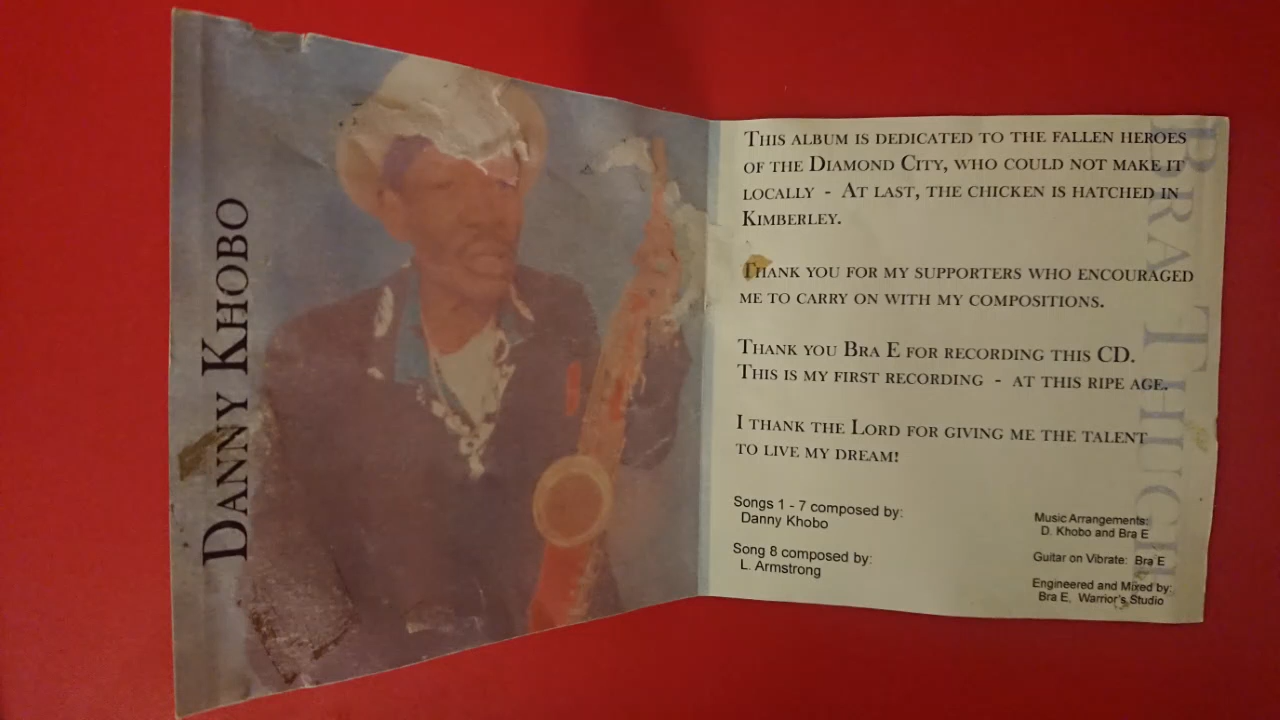 DANNY KHOBO
THIS ALBUM IS DEDICATED TO THE FALLEN HEROES
OF THE DIAMOND CITY, WHO COULD NOT MAKE IT
LOCALLY - AT LAST, THE CHICKEN IS HATCHED IN
KIMBERLEY.
THANK YOU FOR MY SUPPORTERS WHO ENCOURAGED
ME TO CARRY ON WITH MY COMPOSITIONS.
THANK YOU BRA E FOR RECORDING THIS CD.
THIS IS MY FIRST RECORDING - AT THIS RIPE AGE.
I THANK THE LORD FOR GIVING ME THE TALENT
TO LIVE MY DREAM!
Songs 1 - 7 composed by:
Danny Khobo
Song 8 composed by:
L. Armstrong
Music Arrangements:
D. Khobo and Bra E
Guitar on Vibrate: Bra E
Engineered and Mixed by:
Bra E, Warrior's Studio
BRA